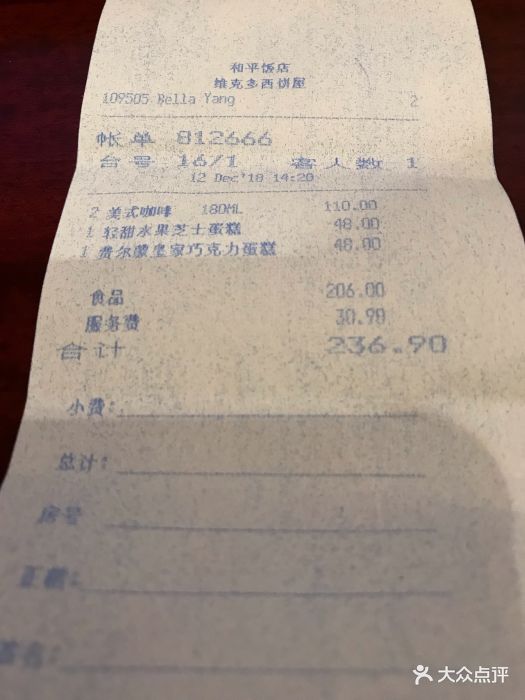 和平饭店
维克多西饼屋
109505 Bella Yang 2
帐单 812666
台号 16/1 客人数 1
12 Dec'18 14:20
2 美式咖啡 180ML 110.00
1 轻甜水果芝士蛋糕 48.00
1 费尔蒙皇家巧克力蛋糕 48.00
食品 206.00
服务费 30.90
合计 236.90
小费:
总计:
房号
正楷:
签名:
大众点评